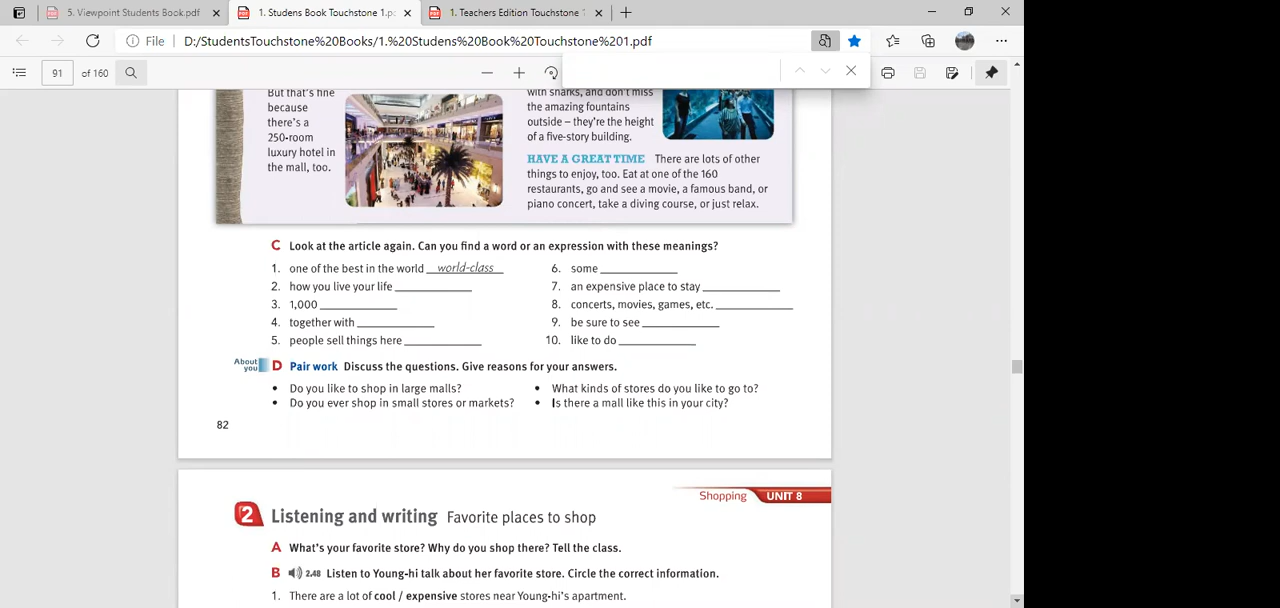 5. Viewpoint Students Book.pdf
1. Studens Book Touchstone 1.pd
1. Teachers Edition Touchstone 1
File
D:/StudentsTouchstone%20Books/1.%20Studens%20Book%20Touchstone%201.pdf
91 of 160
But that's fine
because
there's a
250-room
luxury hotel in
the mall, too.
with sharks, and don't miss
the amazing fountains
outside – they're the height
of a five-story building.
HAVE A GREAT TIME There are lots of other
things to enjoy, too. Eat at one of the 160
restaurants, go and see a movie, a famous band, or
piano concert, take a diving course, or just relax.
C Look at the article again. Can you find a word or an expression with these meanings?
1. one of the best in the world world-class
2. how you live your life
3. 1,000
4. together with
5. people sell things here
6. some
7. an expensive place to stay
8. concerts, movies, games, etc.
9. be sure to see
10. like to do
About you D Pair work Discuss the questions. Give reasons for your answers.
• Do you like to shop in large malls?
• Do you ever shop in small stores or markets?
• What kinds of stores do you like to go to?
• Is there a mall like this in your city?
82
Shopping UNIT 8
2 Listening and writing Favorite places to shop
A What's your favorite store? Why do you shop there? Tell the class.
B 2.48 Listen to Young-hi talk about her favorite store. Circle the correct information.
1. There are a lot of cool / expensive stores near Young-hi's apartment.